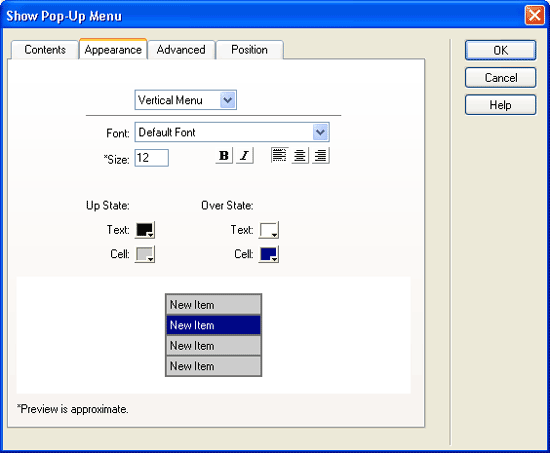 Show Pop-Up Menu
Contents Appearance Advanced Position
OK
Cancel
Help
Vertical Menu
Font: Default Font
*Size: 12 B I
Up State: Over State:
Text: Text:
Cell: Cell:
New Item
New Item
New Item
New Item
*Preview is approximate.